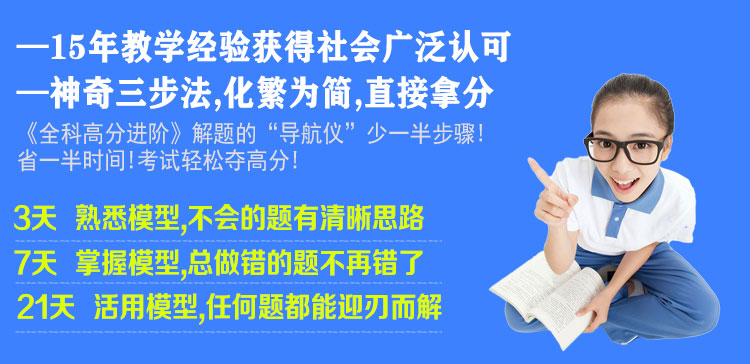 —15年教学经验获得社会广泛认可
—神奇三步法,化繁为简,直接拿分
《全科高分进阶》解题的“导航仪”少一半步骤!
省一半时间!考试轻松夺高分!
3天 熟悉模型,不会的题有清晰思路
7天 掌握模型,总做错的题不再错了
21天 活用模型,任何题都能迎刃而解